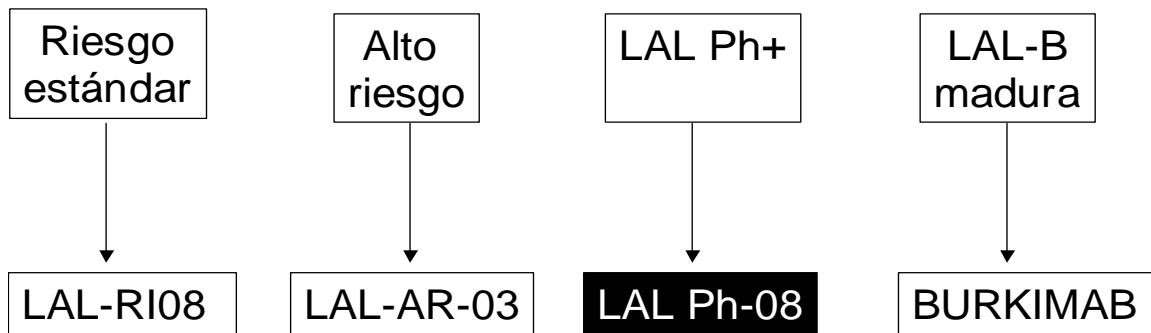 Riesgo
estándar
Alto
riesgo
LAL Ph+
LAL-B
madura
LAL-RI08
LAL-AR-03
LAL Ph-08
BURKIMAB